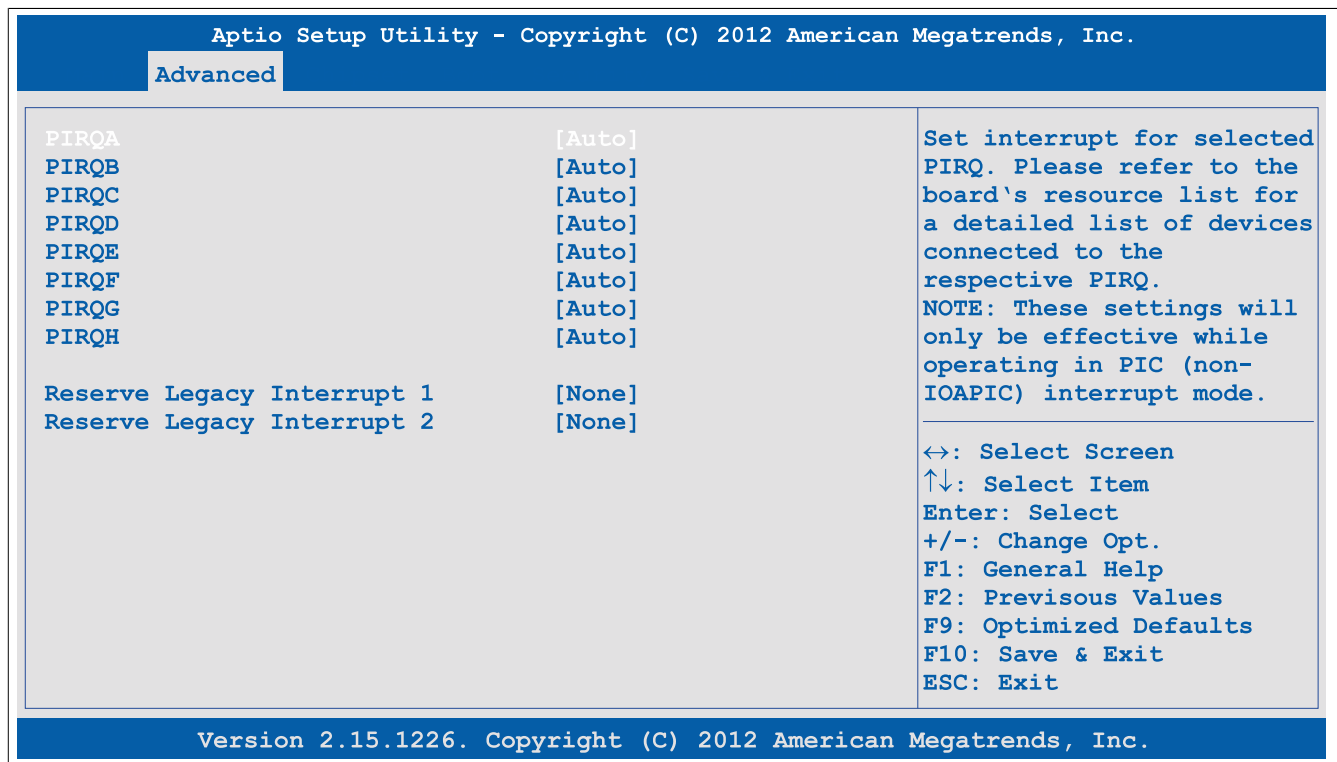 Aptio Setup Utility - Copyright (C) 2012 American Megatrends, Inc.
Advanced
PIRQA [Auto]
PIRQB [Auto]
PIRQC [Auto]
PIRQD [Auto]
PIRQE [Auto]
PIRQF [Auto]
PIRQG [Auto]
PIRQH [Auto]
Reserve Legacy Interrupt 1 [None]
Reserve Legacy Interrupt 2 [None]
Set interrupt for selected
PIRQ. Please refer to the
board‘s resource list for
a detailed list of devices
connected to the
respective PIRQ.
NOTE: These settings will
only be effective while
operating in PIC (non-
IOAPIC) interrupt mode.
↔: Select Screen
↑↓: Select Item
Enter: Select
+/-: Change Opt.
F1: General Help
F2: Previsous Values
F9: Optimized Defaults
F10: Save & Exit
ESC: Exit
Version 2.15.1226. Copyright (C) 2012 American Megatrends, Inc.